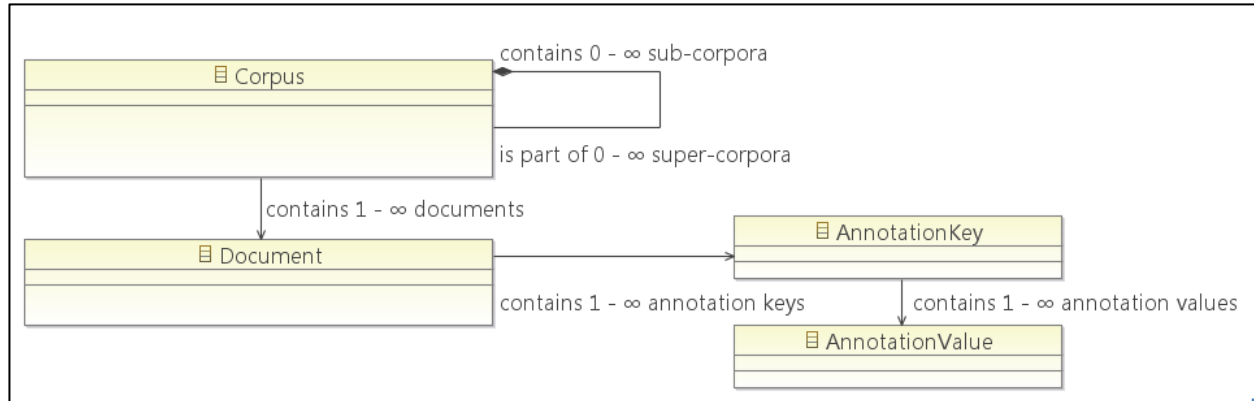 contains 0 - ∞ sub-corpora
Corpus
is part of 0 - ∞ super-corpora
contains 1 - ∞ documents
Document
AnnotationKey
contains 1 - ∞ annotation keys
contains 1 - ∞ annotation values
AnnotationValue